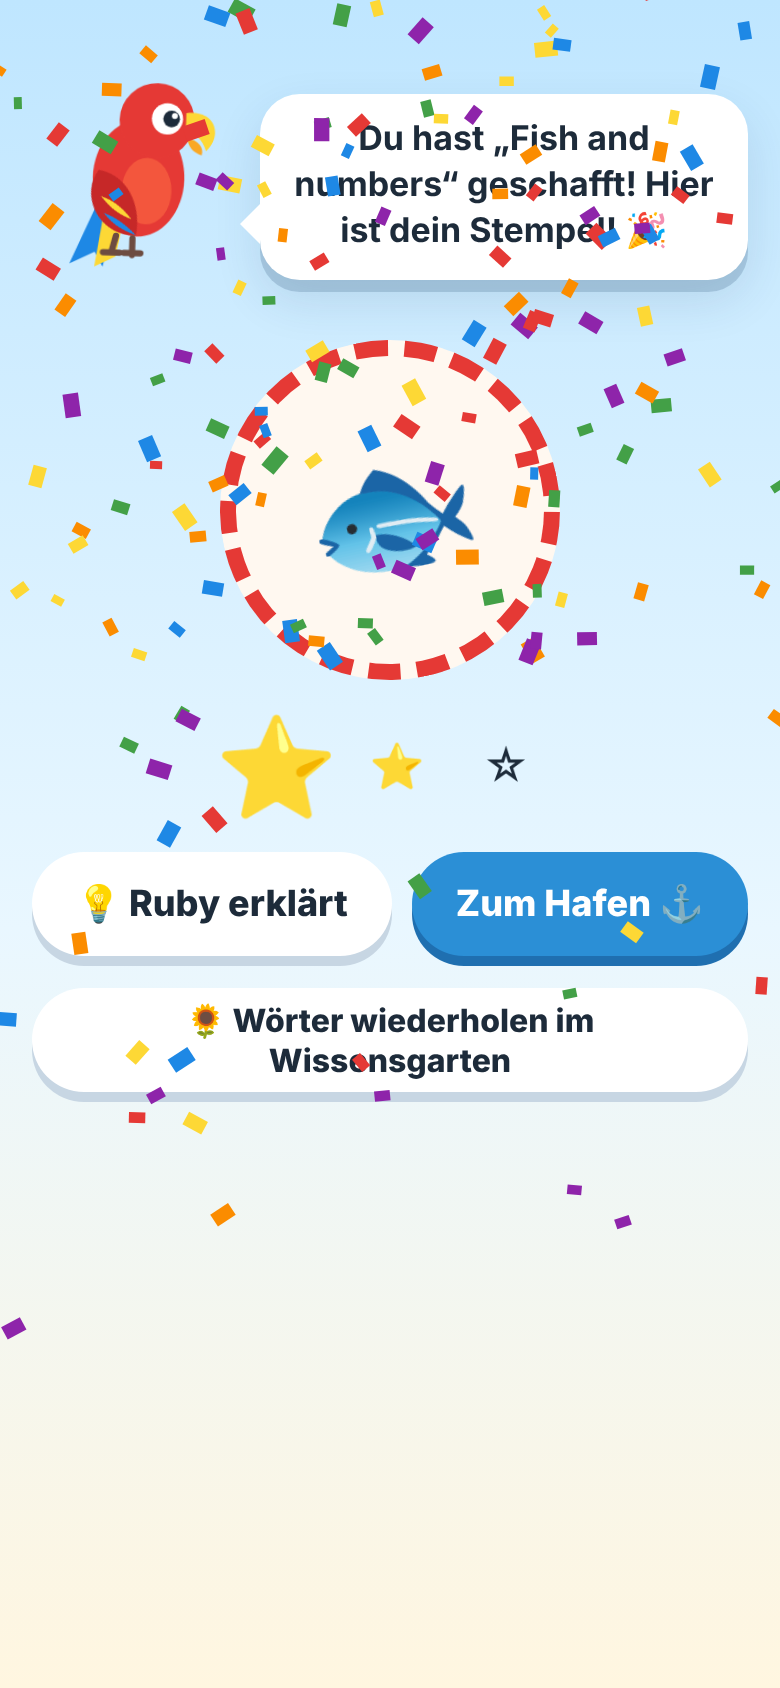 Du hast „Fish and
numbers“ geschafft! Hier
ist dein Stempel! 🎉
💡 Ruby erklärt
Zum Hafen ⚓
🌻 Wörter wiederholen im
Wissensgarten